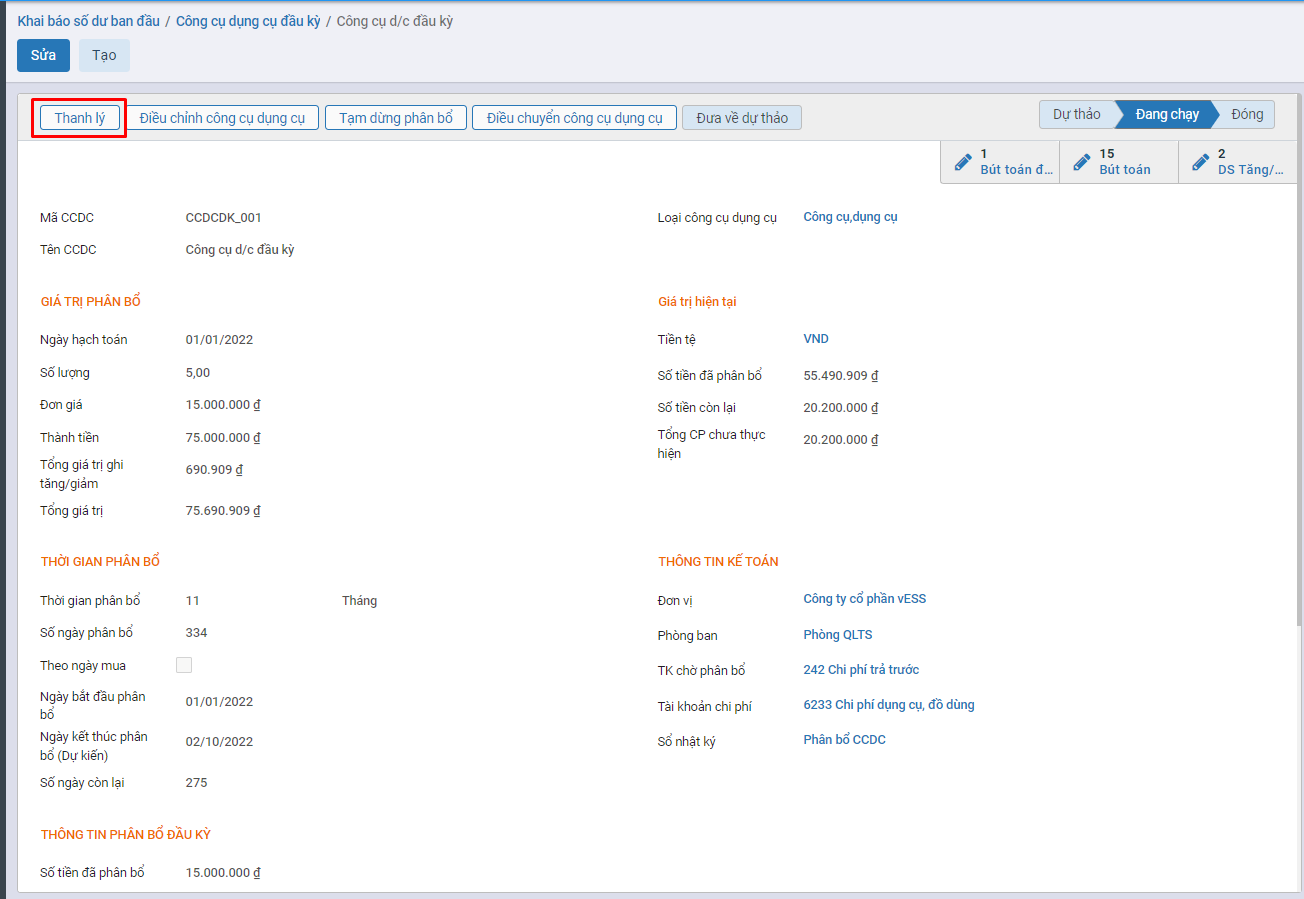 Khai báo số dư ban đầu / Công cụ dụng cụ đầu kỳ / Công cụ d/c đầu kỳ
Sửa Tạo
Thanh lý Điều chỉnh công cụ dụng cụ Tạm dừng phân bổ Điều chuyển công cụ dụng cụ Đưa về dự thảo Dự thảo Đang chạy Đóng
1 15 2
Bút toán đ... Bút toán DS Tăng/...
Mã CCDC CCDCDK_001 Loại công cụ dụng cụ Công cụ,dụng cụ
Tên CCDC Công cụ d/c đầu kỳ
GIÁ TRỊ PHÂN BỔ Giá trị hiện tại
Ngày hạch toán 01/01/2022 Tiền tệ VND
Số lượng 5,00 Số tiền đã phân bổ 55.490.909 ₫
Đơn giá 15.000.000 ₫ Số tiền còn lại 20.200.000 ₫
Thành tiền 75.000.000 ₫ Tổng CP chưa thực
hiện 20.200.000 ₫
Tổng giá trị ghi
tăng/giảm 690.909 ₫
Tổng giá trị 75.690.909 ₫
THỜI GIAN PHÂN BỔ THÔNG TIN KẾ TOÁN
Thời gian phân bổ 11 Tháng Đơn vị Công ty cổ phần vESS
Số ngày phân bổ 334 Phòng ban Phòng QLTS
Theo ngày mua TK chờ phân bổ 242 Chi phí trả trước
Ngày bắt đầu phân
bổ 01/01/2022 Tài khoản chi phí 6233 Chi phí dụng cụ, đồ dùng
Ngày kết thúc phân
bổ (Dự kiến) 02/10/2022 Sổ nhật ký Phân bổ CCDC
Số ngày còn lại 275
THÔNG TIN PHÂN BỔ ĐẦU KỲ
Số tiền đã phân bổ 15.000.000 ₫